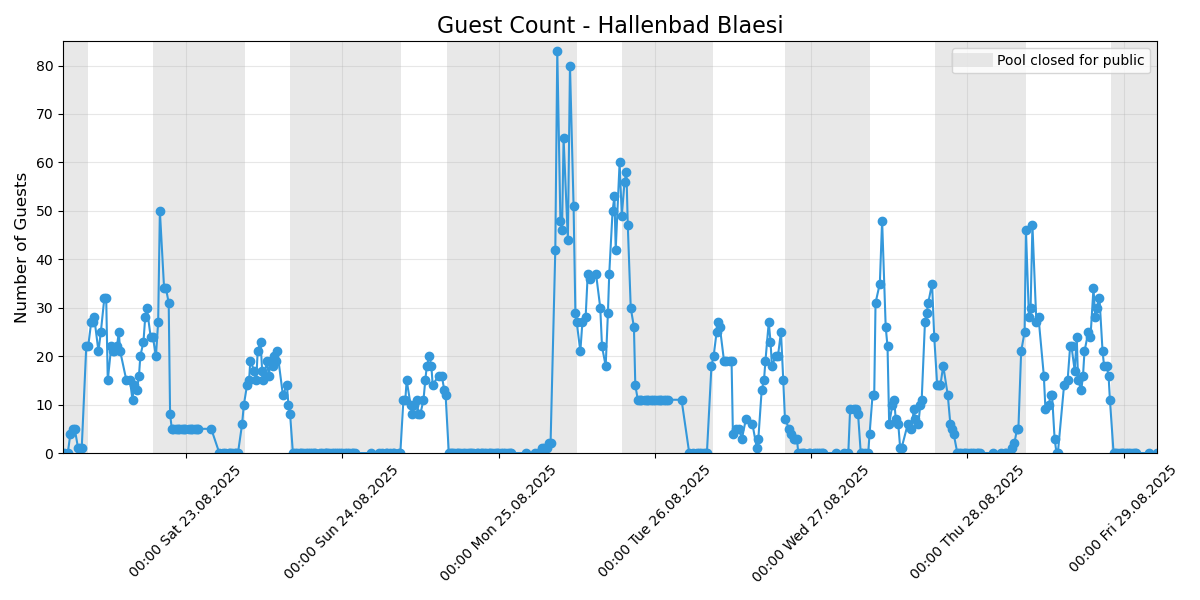 Guest Count - Hallenbad Blaesi
Pool closed for public
Number of Guests
80
70
60
50
40
30
20
10
0
00:00 Sat 23.08.2025
00:00 Sun 24.08.2025
00:00 Mon 25.08.2025
00:00 Tue 26.08.2025
00:00 Wed 27.08.2025
00:00 Thu 28.08.2025
00:00 Fri 29.08.2025